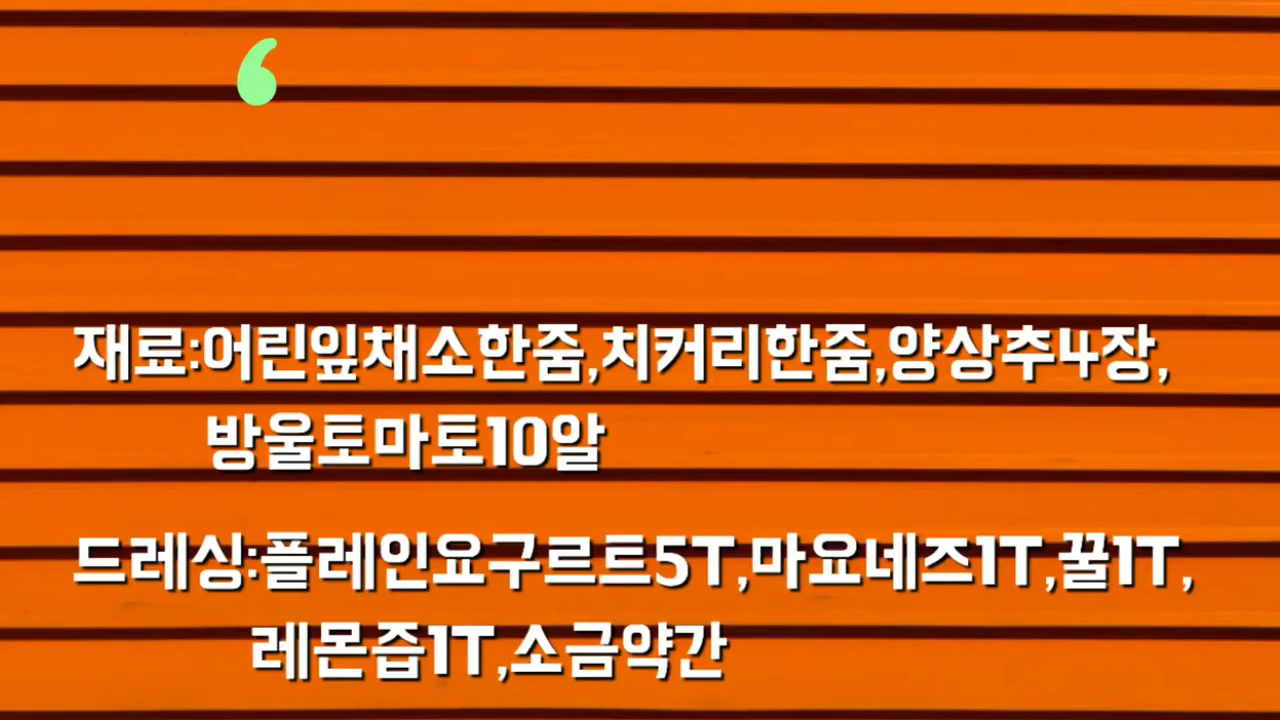 ‘
재료:어린잎채소한줌,치커리한줌,양상추4장,
방울토마토10알
드레싱:플레인요구르트5T,마요네즈1T,꿀1T,
레몬즙1T,소금약간